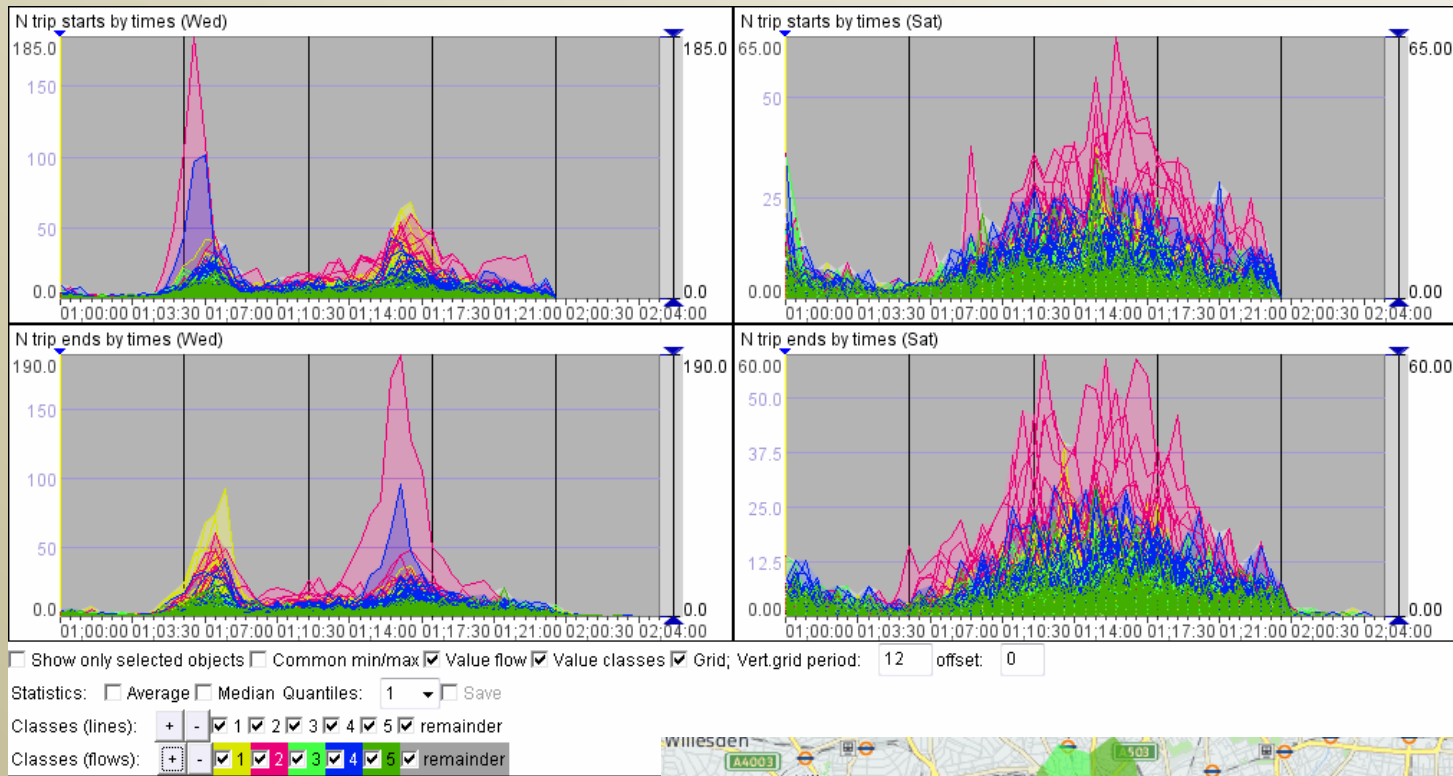 N trip starts by times (Wed)
185.0
185.0
150
100
50
0.0
0.0
01;00:00 01;03:30 01;07:00 01;10:30 01;14:00 01;17:30 01;21:00 02;00:30 02;04:00
N trip starts by times (Sat)
65.00
65.00
50
25
0.00
0.00
01;00:00 01;03:30 01;07:00 01;10:30 01;14:00 01;17:30 01;21:00 02;00:30 02;04:00
N trip ends by times (Wed)
190.0
190.0
150
100
50
0.0
0.0
01;00:00 01;03:30 01;07:00 01;10:30 01;14:00 01;17:30 01;21:00 02;00:30 02;04:00
N trip ends by times (Sat)
60.00
60.00
50.0
37.5
25.0
12.5
0.00
0.00
01;00:00 01;03:30 01;07:00 01;10:30 01;14:00 01;17:30 01;21:00 02;00:30 02;04:00
Show only selected objects Common min/max Value flow Value classes Grid; Vert.grid period: 12 offset: 0
Statistics: Average Median Quantiles: 1 Save
Classes (lines): + - 1 2 3 4 5 remainder
Classes (flows): + - 1 2 3 4 5 remainder
Willesden
A4003
A503